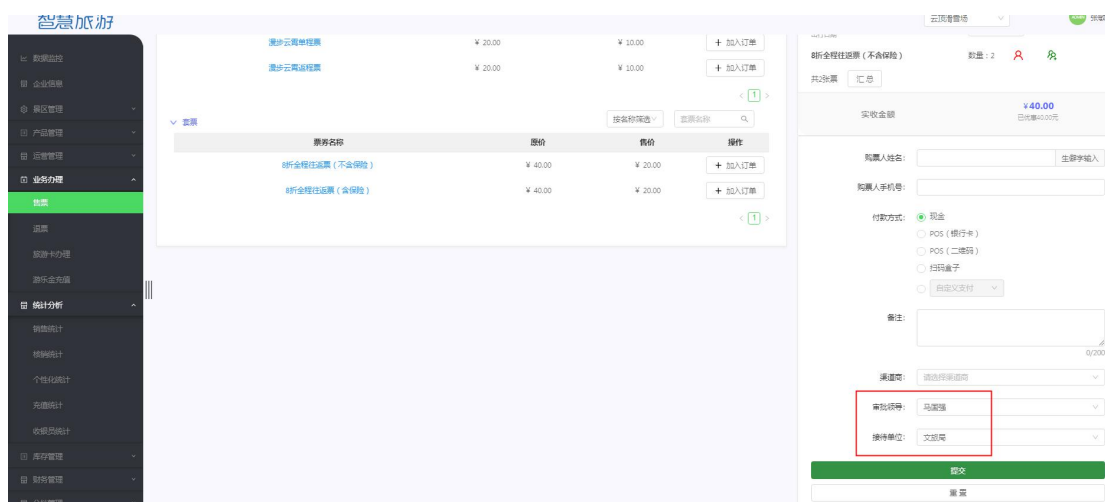 智慧旅游
云顶滑雪场
数据监控
企业信息
景区管理
产品管理
运营管理
业务办理
售票
退票
旅游卡办理
游乐金充值
统计分析
销售统计
核销统计
个性化统计
充值统计
收银员统计
库存管理
财务管理
漫步云霄单程票 ¥ 20.00 ¥ 10.00 + 加入订单
漫步云霄返程票 ¥ 20.00 ¥ 10.00 + 加入订单
< 1 >
套票 按名称筛选 套票名称
票券名称 原价 售价 操作
8折全程往返票（不含保险） ¥ 40.00 ¥ 20.00 + 加入订单
8折全程往返票（含保险） ¥ 40.00 ¥ 20.00 + 加入订单
< 1 >
8折全程往返票（不含保险） 数量：2
共2张票 汇总
实收金额 ¥40.00
已优惠40.00元
购票人姓名： 生僻字输入
购票人手机号：
付款方式： 现金
POS（银行卡）
POS（二维码）
扫码盒子
自定义支付
备注：
0/200
渠道商： 请选择渠道商
审批领导： 马国强
接待单位： 文旅局
提交
重置